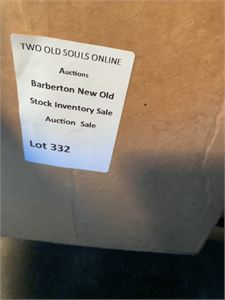 TWO OLD SOULS ONLINE
Auctions
Barberton New Old
Stock Inventory Sale
Auction Sale
Lot 332